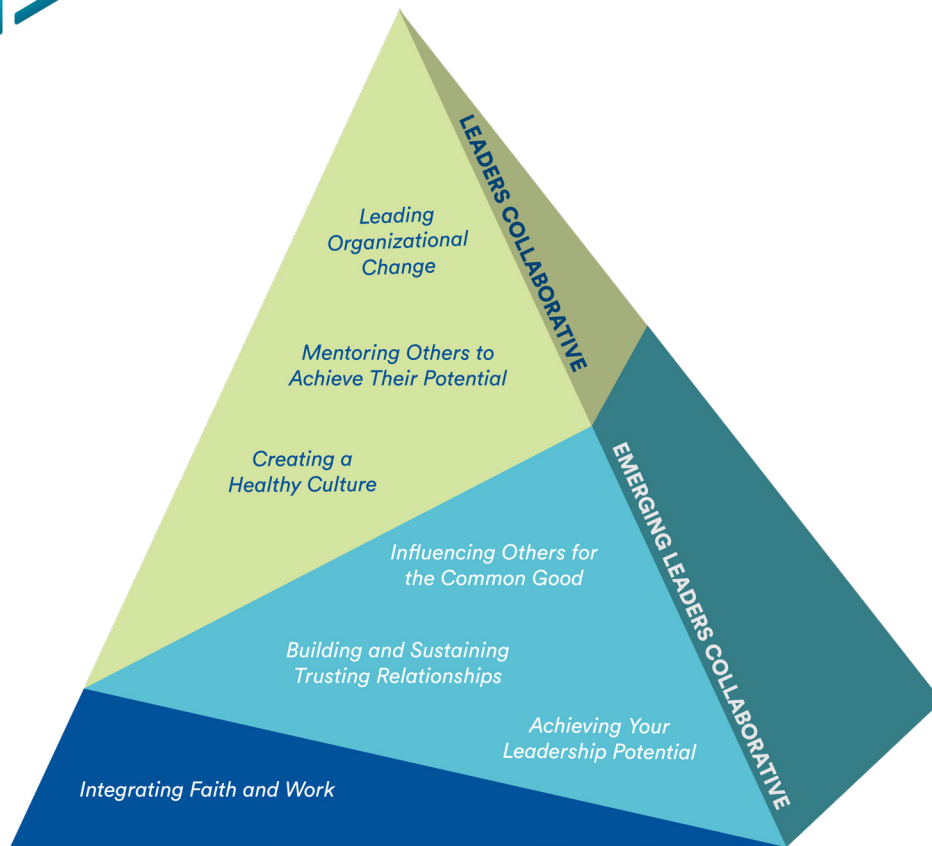 LEADERS COLLABORATIVE
Leading
Organizational
Change
Mentoring Others to
Achieve Their Potential
Creating a
Healthy Culture
EMERGING LEADERS COLLABORATIVE
Influencing Others for
the Common Good
Building and Sustaining
Trusting Relationships
Achieving Your
Leadership Potential
Integrating Faith and Work